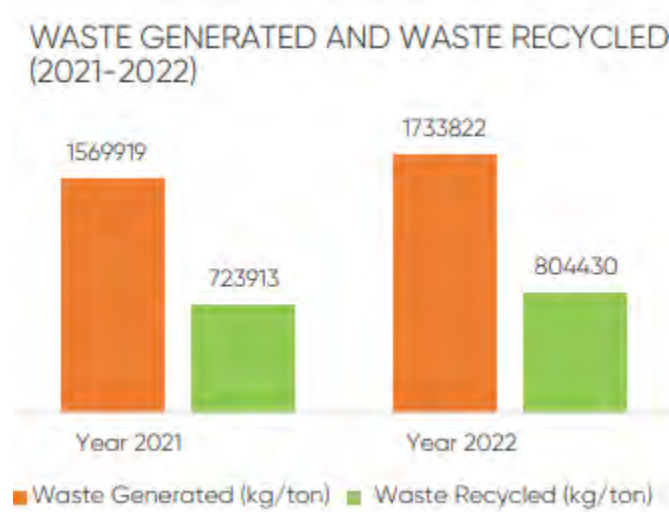 WASTE GENERATED AND WASTE RECYCLED
(2021-2022)
1569919
723913
1733822
804430
Year 2021
Year 2022
Waste Generated (kg/ton)
Waste Recycled (kg/ton)